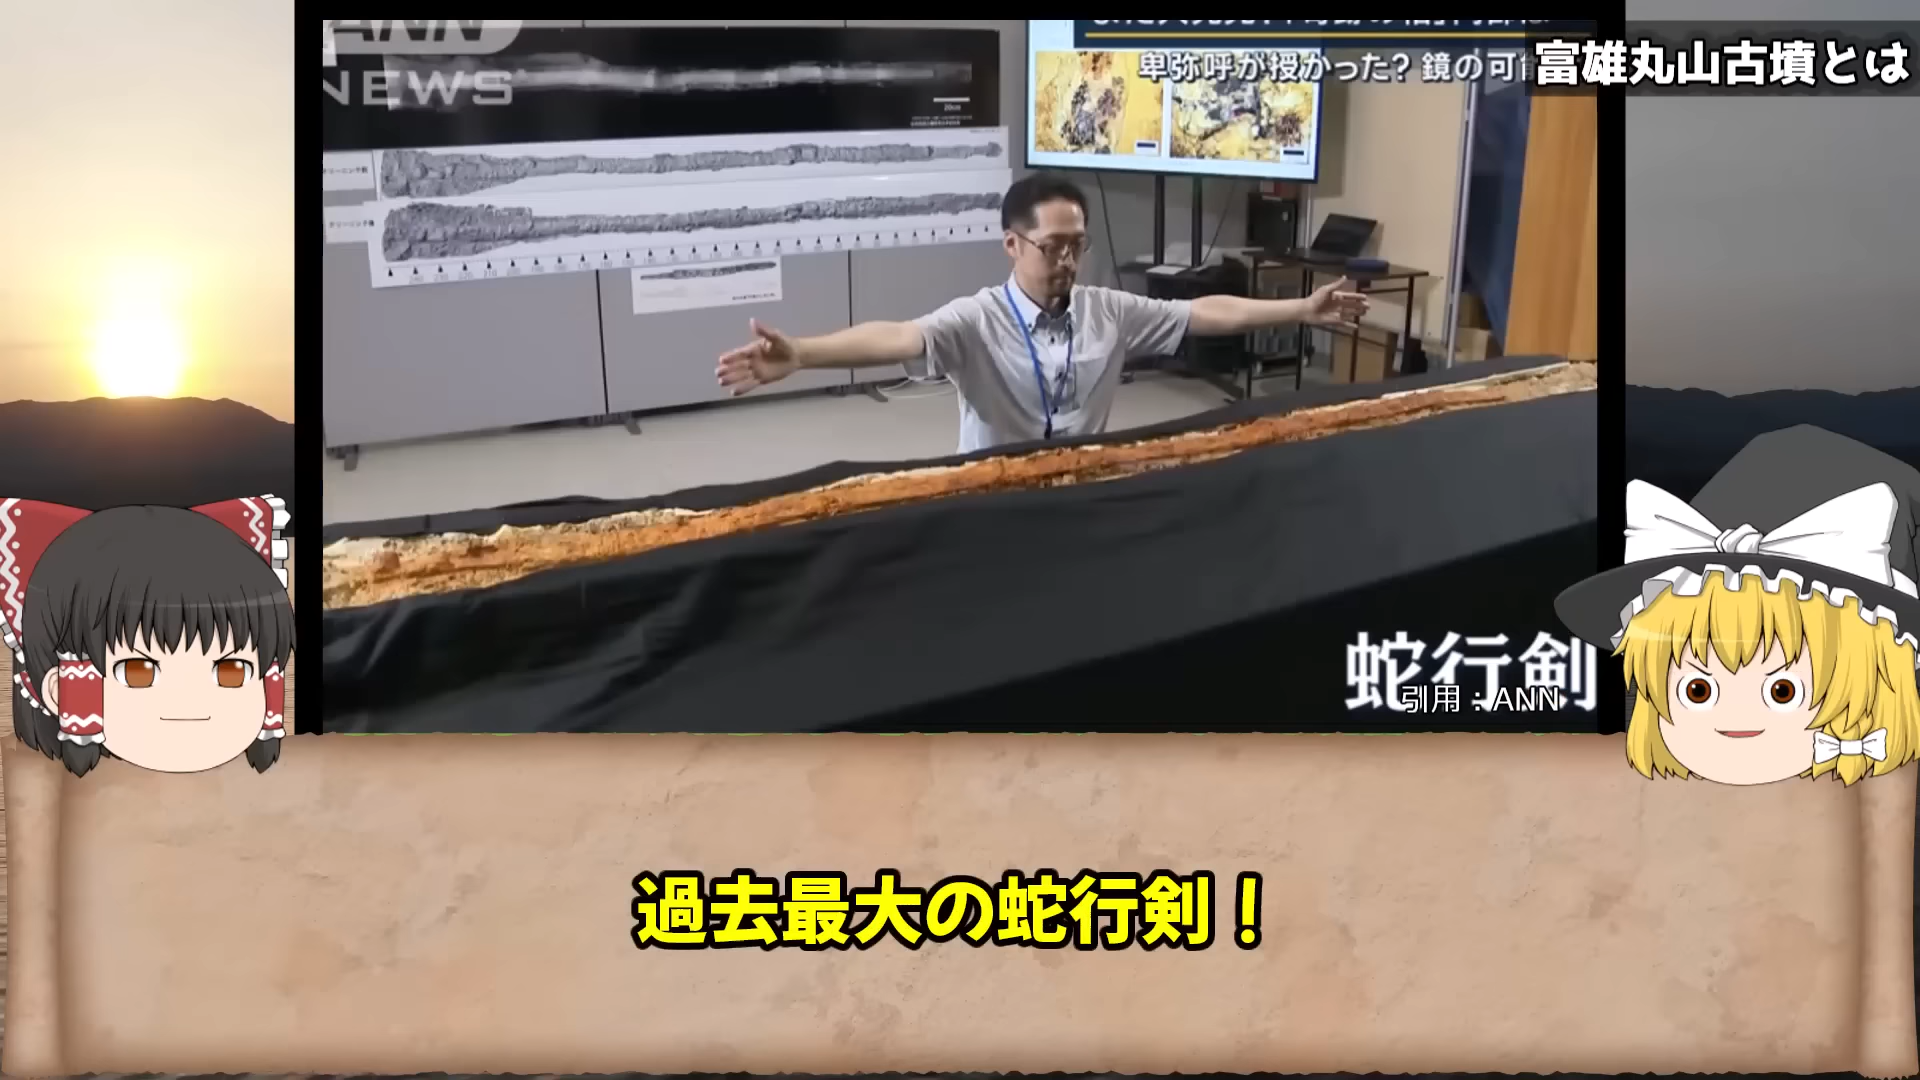 ANN
NEWS
卑弥呼が授かった？鏡の可
富雄丸山古墳とは
20cm
蛇行剣
引用：ANN
過去最大の蛇行剣！